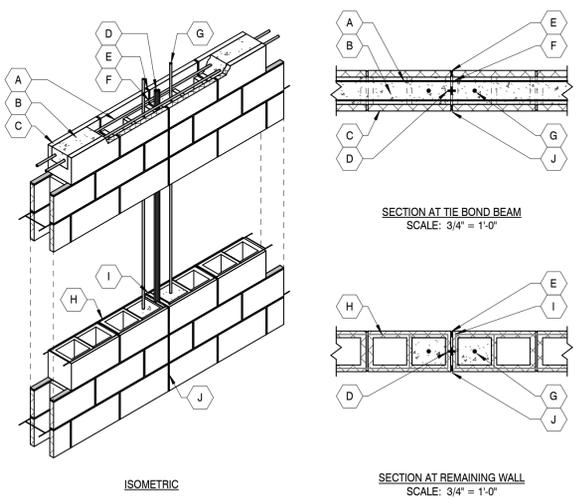 D
E
F
G
A
B
C
I
H
J
ISOMETRIC
A
B
C
D
E
F
G
J
SECTION AT TIE BOND BEAM
SCALE: 3/4" = 1'-0"
H
D
E
I
G
J
SECTION AT REMAINING WALL
SCALE: 3/4" = 1'-0"